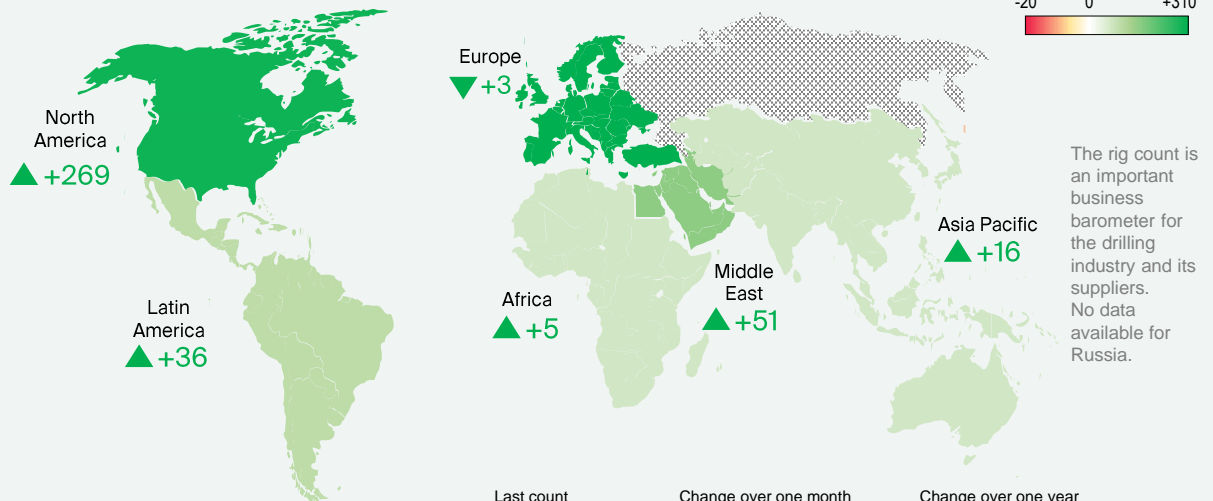 -20 0 +310
Europe
+3
North
America
+269
The rig count is
an important
business
barometer for
the drilling
industry and its
suppliers.
No data
available for
Russia.
Asia Pacific
+16
Middle
East
+51
Africa
+5
Latin
America
+36
Last count Change over one month Change over one year